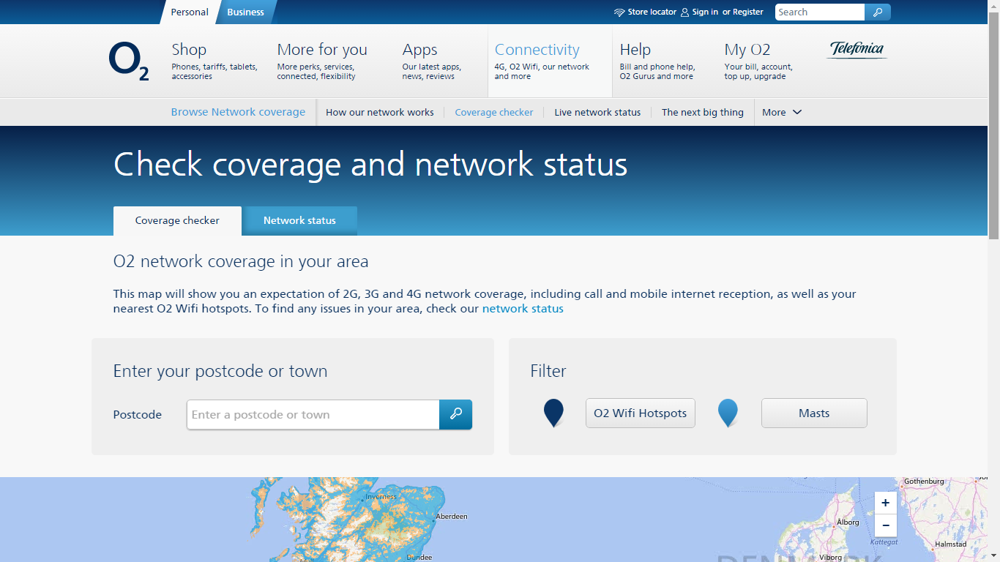 Personal
Business
Store locator
Sign in or Register
Search
O2
Shop
Phones, tariffs, tablets,
accessories
More for you
More perks, services,
connected, flexibility
Apps
Our latest apps,
news, reviews
Connectivity
4G, O2 Wifi, our network
and more
Help
Bill and phone help,
O2 Gurus and more
My O2
Your bill, account,
top up, upgrade
Telefónica
Browse Network coverage
How our network works
Coverage checker
Live network status
The next big thing
More
Check coverage and network status
Coverage checker
Network status
O2 network coverage in your area
This map will show you an expectation of 2G, 3G and 4G network coverage, including call and mobile internet reception, as well as your
nearest O2 Wifi hotspots. To find any issues in your area, check our network status
Enter your postcode or town
Postcode
Enter a postcode or town
Filter
O2 Wifi Hotspots
Masts
Gothenburg
Inverness
+
Aberdeen
Ålborg
−
Kattegat
Halmstad
Dundee
Viborg
DENMARK